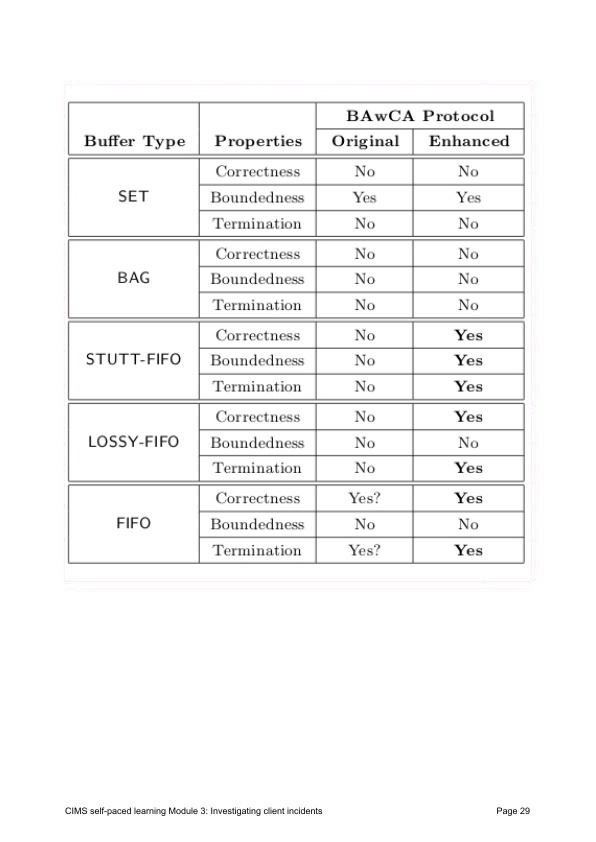 BAwCA Protocol
Buffer Type Properties Original Enhanced
Correctness No No
SET Boundedness Yes Yes
Termination No No
Correctness No No
BAG Boundedness No No
Termination No No
Correctness No Yes
STUTT-FIFO Boundedness No Yes
Termination No Yes
Correctness No Yes
LOSSY-FIFO Boundedness No No
Termination No Yes
Correctness Yes? Yes
FIFO Boundedness No No
Termination Yes? Yes
CIMS self-paced learning Module 3: Investigating client incidents Page 29